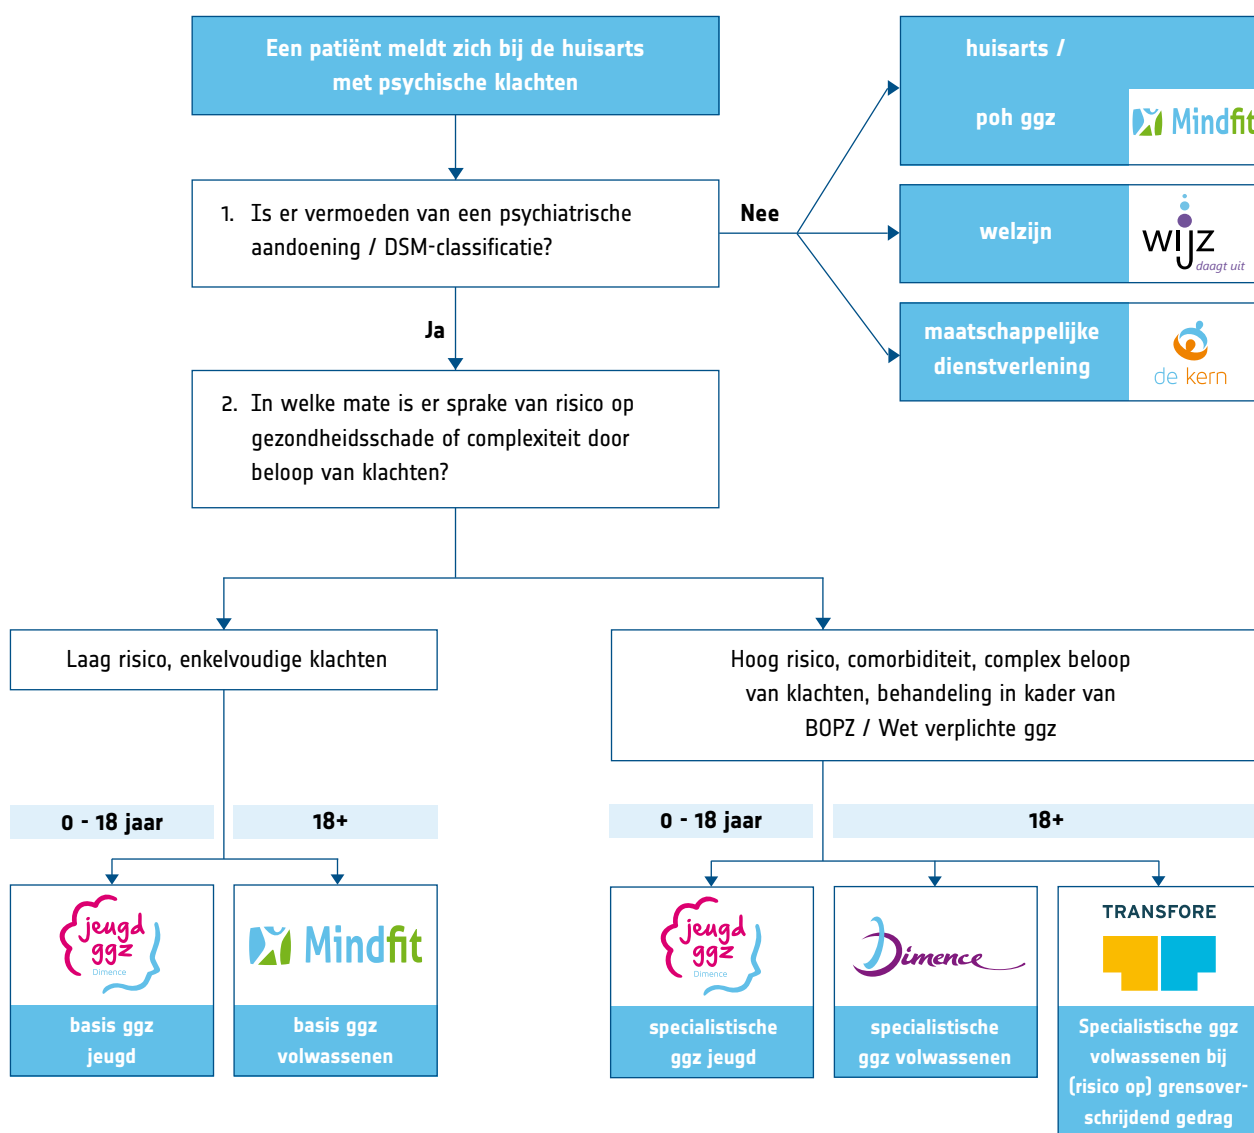 Een patiënt meldt zich bij de huisarts
met psychische klachten
huisarts /
poh ggz
Mindfit
1. Is er vermoeden van een psychiatrische
aandoening / DSM-classificatie?
Nee
welzijn
wijz
daagt uit
maatschappelijke
dienstverlening
de kern
Ja
2. In welke mate is er sprake van risico op
gezondheidsschade of complexiteit door
beloop van klachten?
Laag risico, enkelvoudige klachten
Hoog risico, comorbiditeit, complex beloop
van klachten, behandeling in kader van
BOPZ / Wet verplichte ggz
0 - 18 jaar
18+
0 - 18 jaar
18+
jeugd
ggz
Dimence
basis ggz
jeugd
Mindfit
basis ggz
volwassenen
jeugd
ggz
Dimence
specialistische
ggz jeugd
Dimence
specialistische
ggz volwassenen
TRANSFORE
Specialistische ggz
volwassenen bij
(risico op) grensover-
schrijdend gedrag